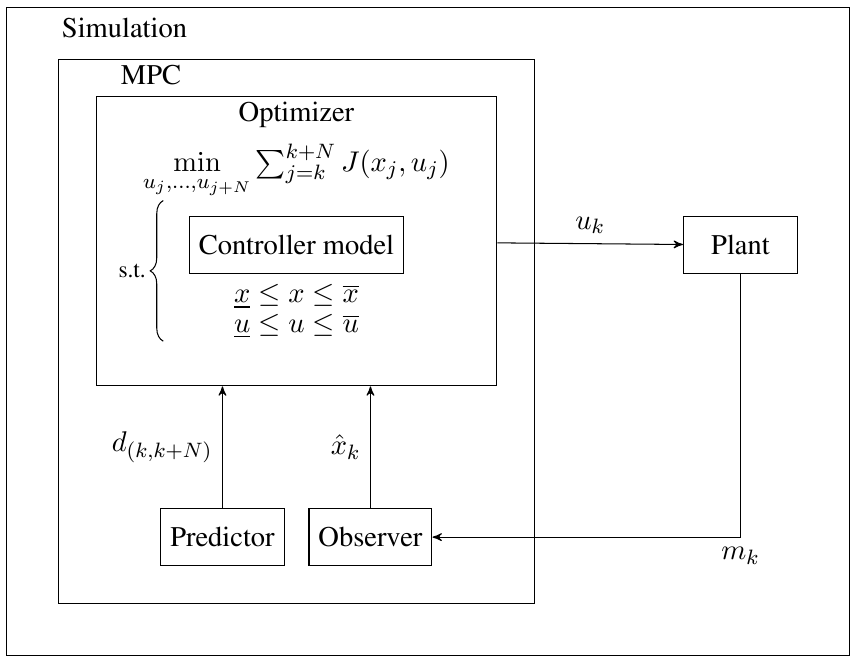 Simulation
MPC
Optimizer
min ∑_{j=k}^{k+N} J(x_j, u_j)
u_j,...,u_{j+N}
s.t.
Controller model
u_k
Plant
x̲ ≤ x ≤ x̅
u̲ ≤ u ≤ u̅
d_{(k,k+N)}
x̂_k
Predictor
Observer
m_k